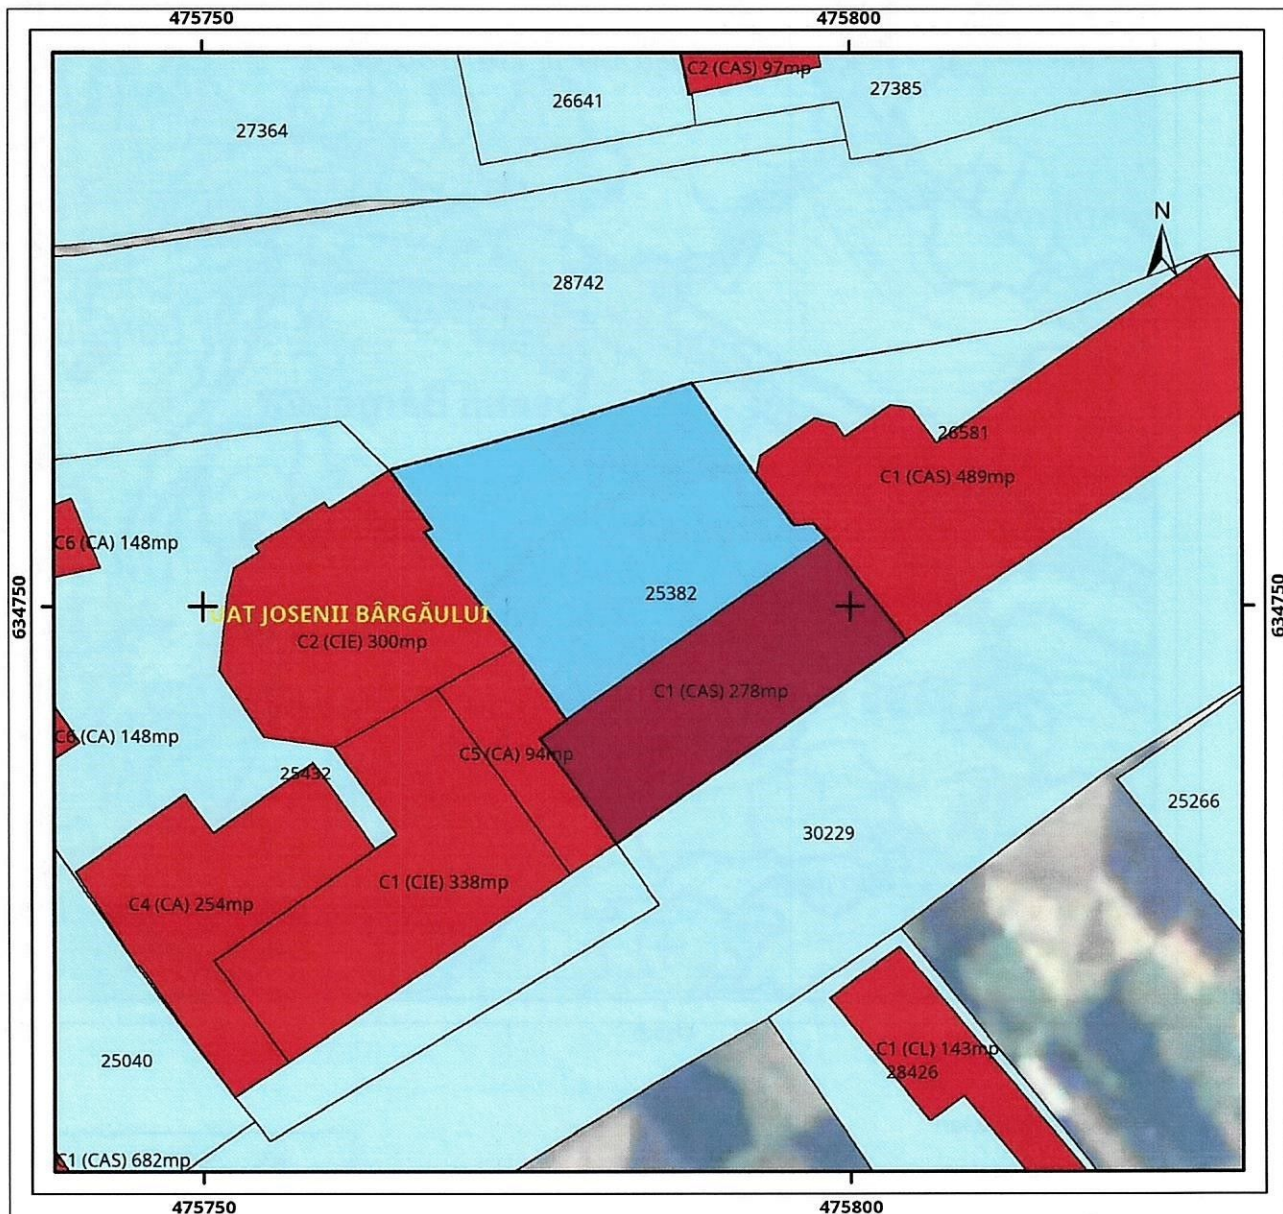 475750
475800
C2 (CAS) 97mp
27385
26641
27364
N
28742
26581
C1 (CAS) 489mp
C6 (CA) 148mp
634750
634750
25382
UAT JOSENII BÂRGĂULUI
C2 (CIE) 300mp
C1 (CAS) 278mp
C6 (CA) 148mp
C5 (CA) 94mp
25432
25266
30229
C1 (CIE) 338mp
C4 (CA) 254mp
C1 (CL) 143mp
28426
25040
C1 (CAS) 682mp
475750
475800